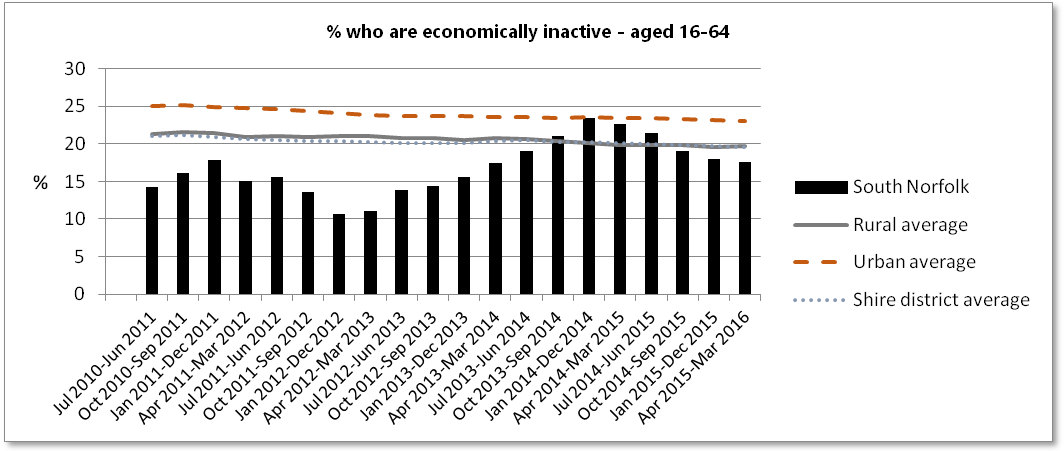 % who are economically inactive - aged 16-64
30
25
20
15
10
5
0
%
Jul 2010-Jun 2011
Oct 2010-Sep 2011
Jan 2011-Dec 2011
Apr 2011-Mar 2012
Jul 2011-Jun 2012
Oct 2011-Sep 2012
Jan 2012-Dec 2012
Apr 2012-Mar 2013
Jul 2012-Jun 2013
Oct 2012-Sep 2013
Jan 2013-Dec 2013
Apr 2013-Mar 2014
Jul 2013-Jun 2014
Oct 2013-Sep 2014
Jan 2014-Dec 2014
Apr 2014-Mar 2015
Jul 2014-Jun 2015
Oct 2014-Sep 2015
Jan 2015-Dec 2015
Apr 2015-Mar 2016
South Norfolk
Rural average
Urban average
Shire district average